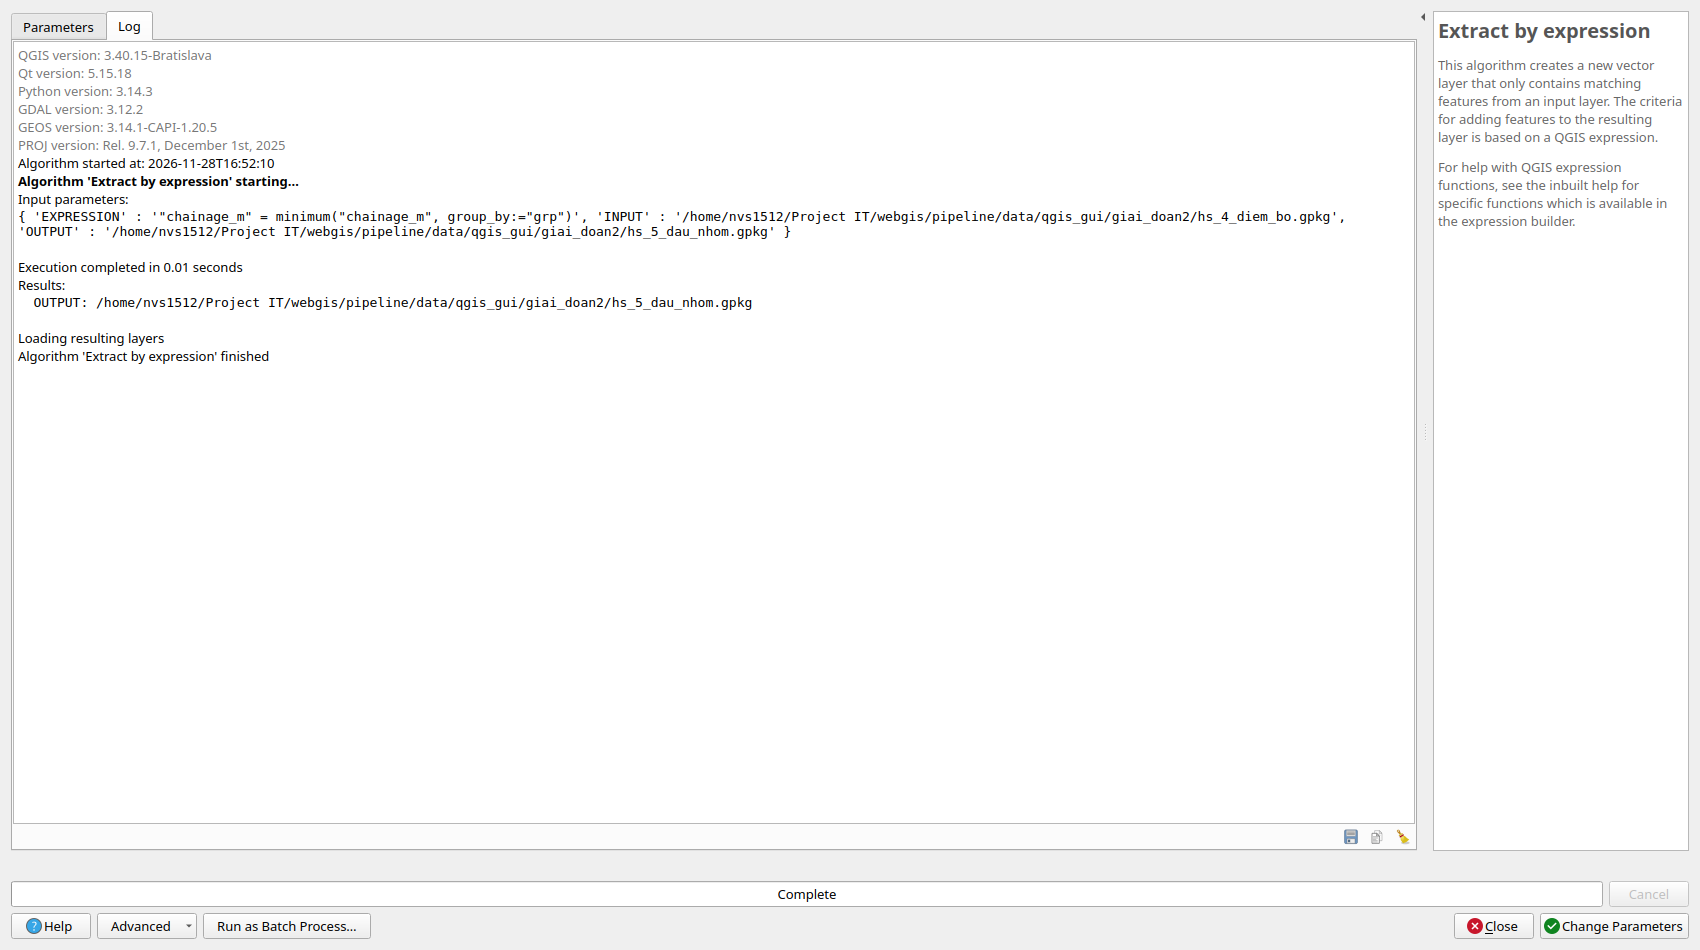 Parameters
Log
QGIS version: 3.40.15-Bratislava
Qt version: 5.15.18
Python version: 3.14.3
GDAL version: 3.12.2
GEOS version: 3.14.1-CAPI-1.20.5
PROJ version: Rel. 9.7.1, December 1st, 2025
Algorithm started at: 2026-11-28T16:52:10
Algorithm 'Extract by expression' starting…
Input parameters:
{ 'EXPRESSION' : '"chainage_m" = minimum("chainage_m", group_by:="grp")', 'INPUT' : '/home/nvs1512/Project IT/webgis/pipeline/data/qgis_gui/giai_doan2/hs_4_diem_bo.gpkg',
'OUTPUT' : '/home/nvs1512/Project IT/webgis/pipeline/data/qgis_gui/giai_doan2/hs_5_dau_nhom.gpkg' }
Execution completed in 0.01 seconds
Results:
OUTPUT: /home/nvs1512/Project IT/webgis/pipeline/data/qgis_gui/giai_doan2/hs_5_dau_nhom.gpkg
Loading resulting layers
Algorithm 'Extract by expression' finished
Extract by expression
This algorithm creates a new vector
layer that only contains matching
features from an input layer. The criteria
for adding features to the resulting
layer is based on a QGIS expression.
For help with QGIS expression
functions, see the inbuilt help for
specific functions which is available in
the expression builder.
Complete
Cancel
Help
Advanced
Run as Batch Process…
Close
Change Parameters